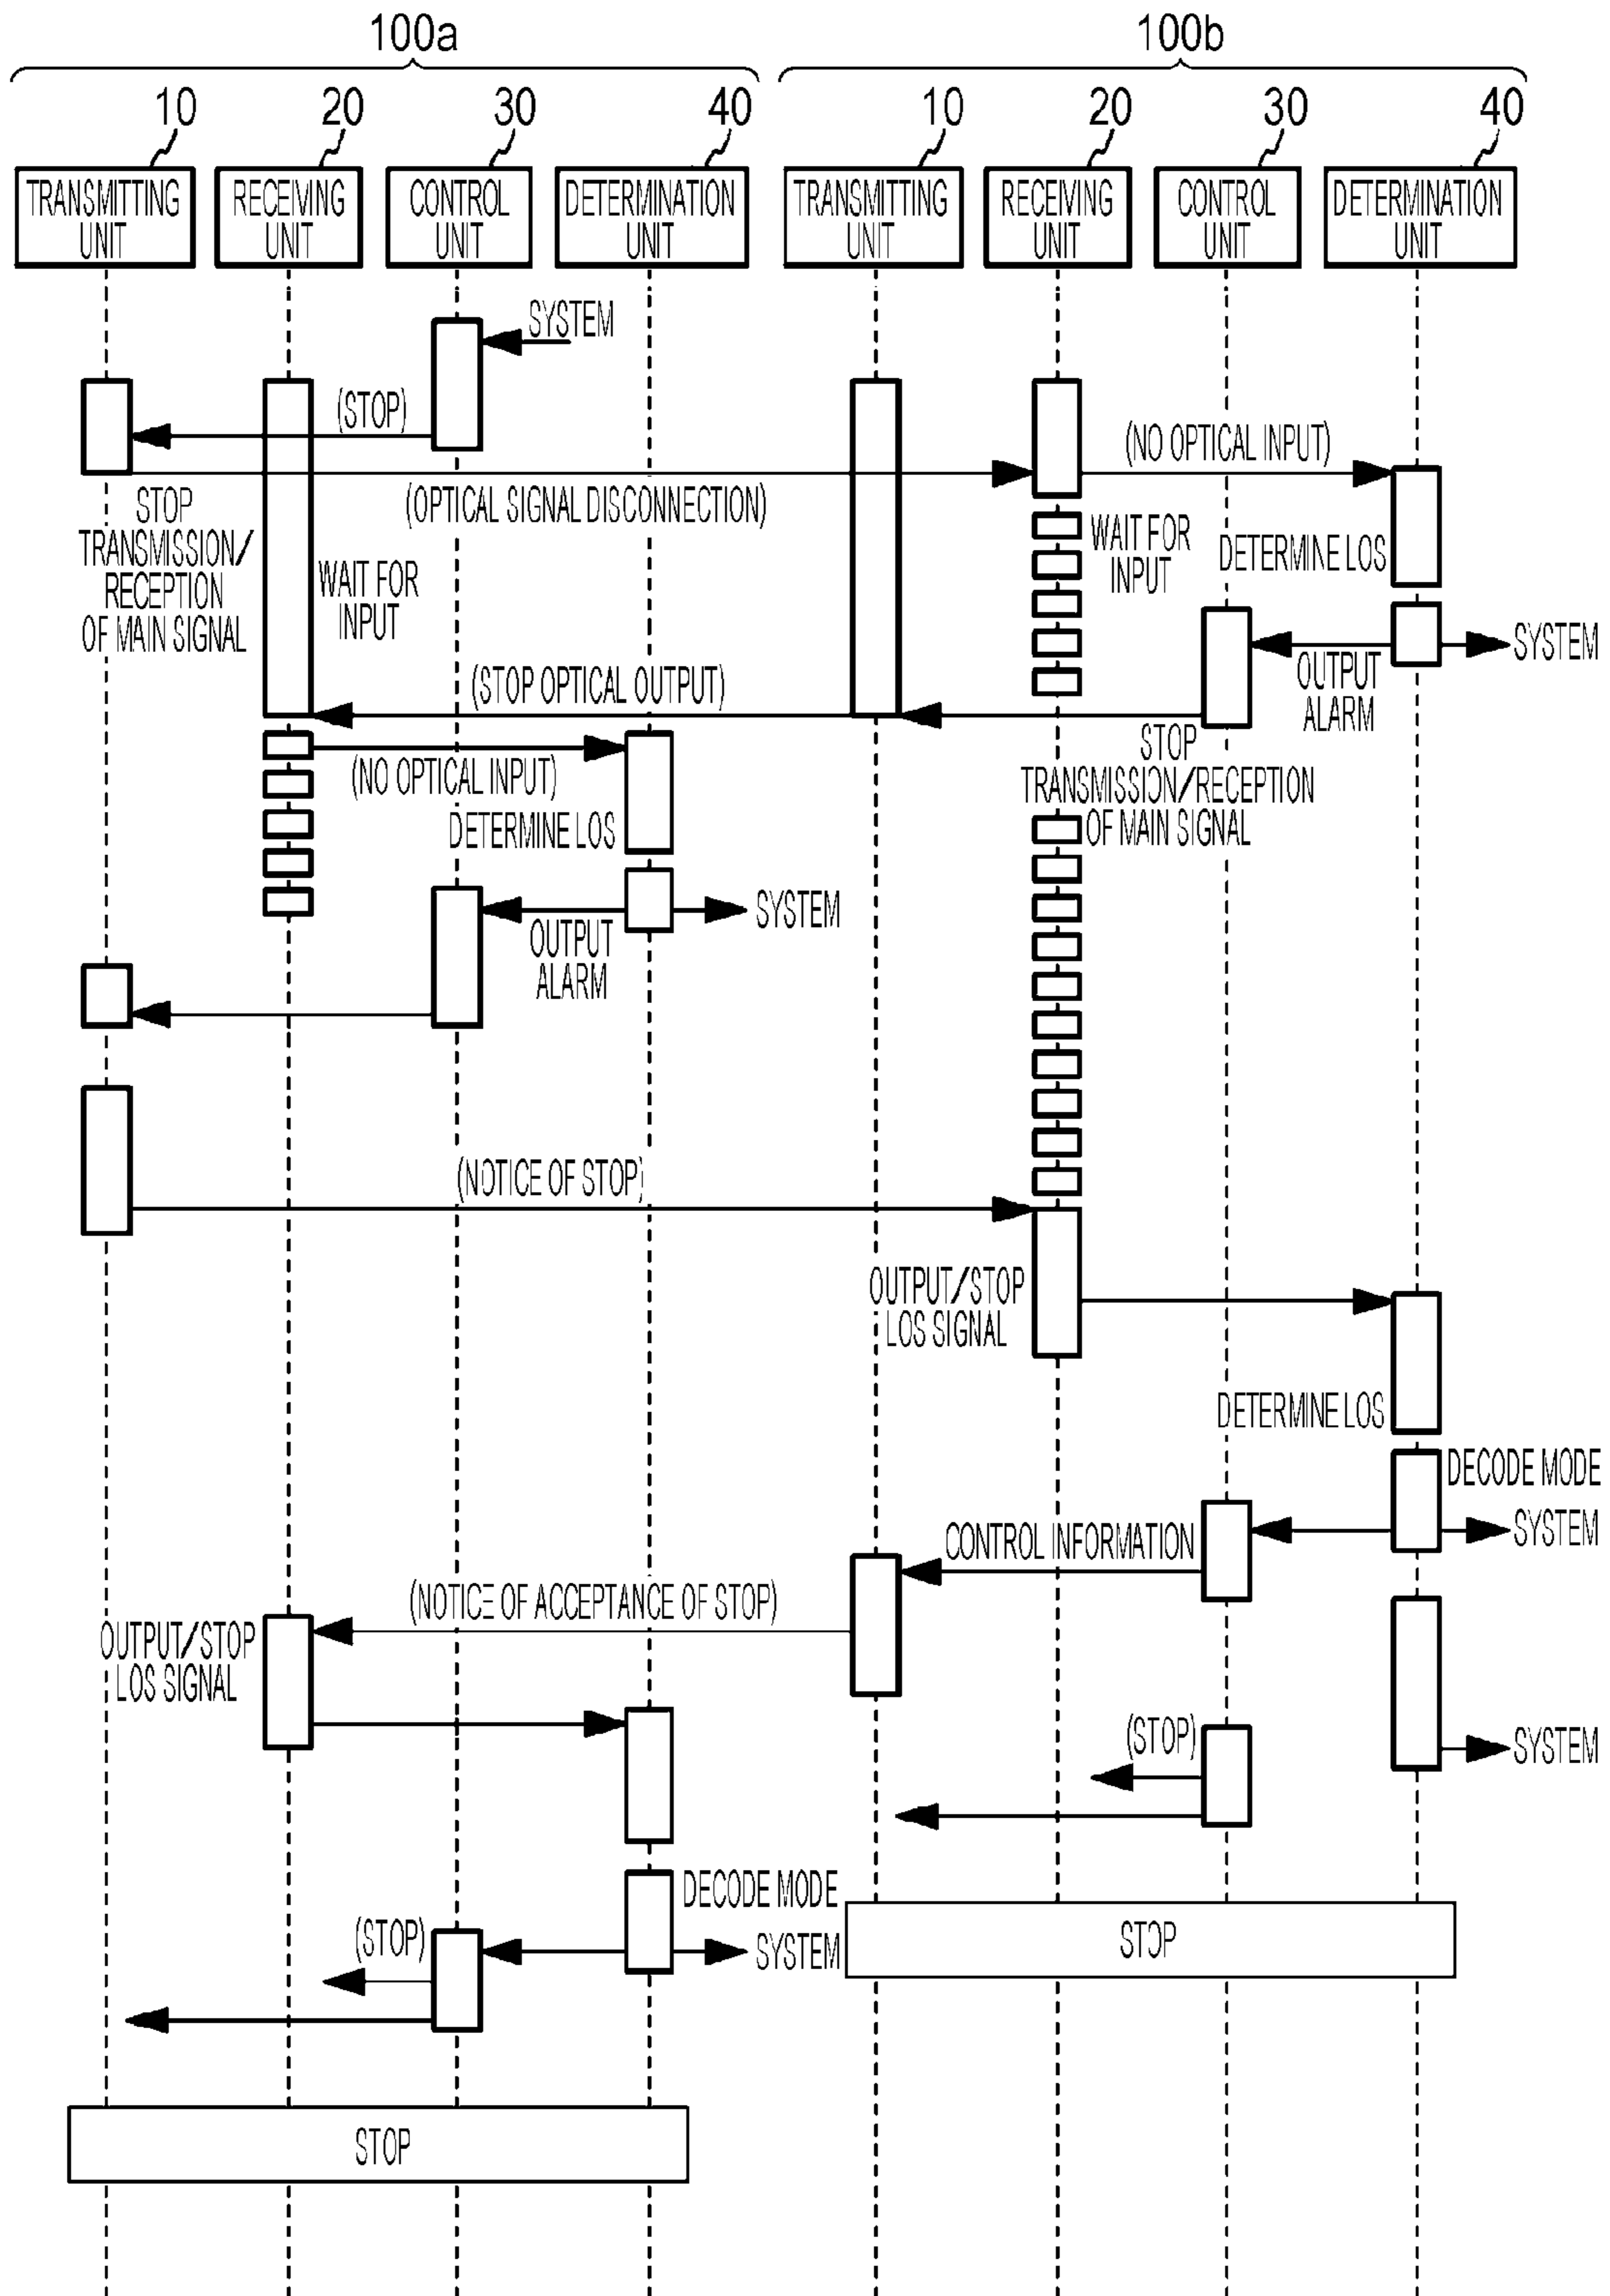 100a 100b
10 20 30 40 10 20 30 40
TRANSMITTING UNIT
RECEIVING UNIT
CONTROL UNIT
DETERMINATION UNIT
TRANSMITTING UNIT
RECEIVING UNIT
CONTROL UNIT
DETERMINATION UNIT
SYSTEM
(STOP)
(NO OPTICAL INPUT)
(OPTICAL SIGNAL DISCONNECTION)
STOP
TRANSMISSION/
RECEPTION
OF MAIN SIGNAL
WAIT FOR
INPUT
WAIT FOR
INPUT
DETERMINE LOS
SYSTEM
OUTPUT
ALARM
(STOP OPTICAL OUTPUT)
STOP
TRANSMISSION/RECEPTION
OF MAIN SIGNAL
(NO OPTICAL INPUT)
DETERMINE LOS
SYSTEM
OUTPUT
ALARM
(NOTICE OF STOP)
OUTPUT/STOP
LOS SIGNAL
DETERMINE LOS
DECODE MODE
SYSTEM
CONTROL INFORMATION
(NOTICE OF ACCEPTANCE OF STOP)
OUTPUT/STOP
LOS SIGNAL
(STOP)
SYSTEM
DECODE MODE
(STOP)
SYSTEM
STOP
STOP